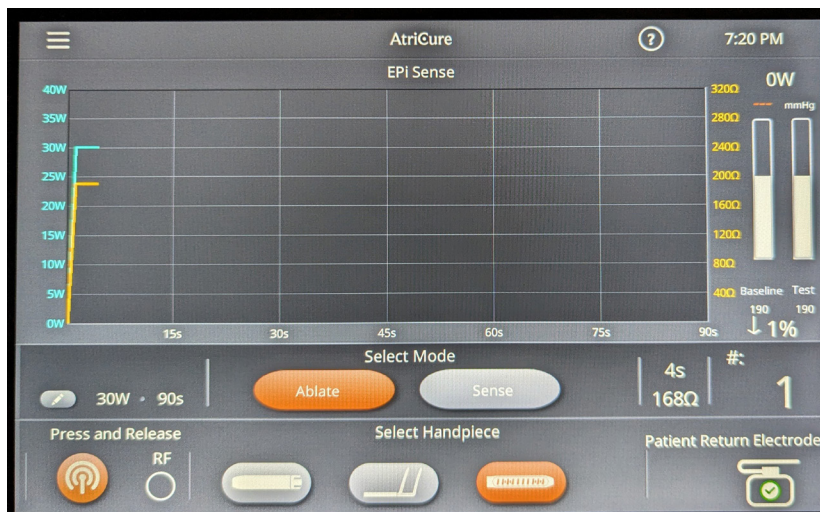 AtriCure
?
7:20 PM
EPi Sense
0W
40W
320Ω
--- mmHg
35W
280Ω
30W
240Ω
25W
200Ω
20W
160Ω
15W
120Ω
10W
80Ω
5W
40Ω
Baseline Test
0W
190 190
15s 30s 45s 60s 75s 90s
↓ 1%
Select Mode
#:
30W • 90s
Ablate
Sense
4s
168Ω
1
Press and Release
Select Handpiece
Patient Return Electrode
RF